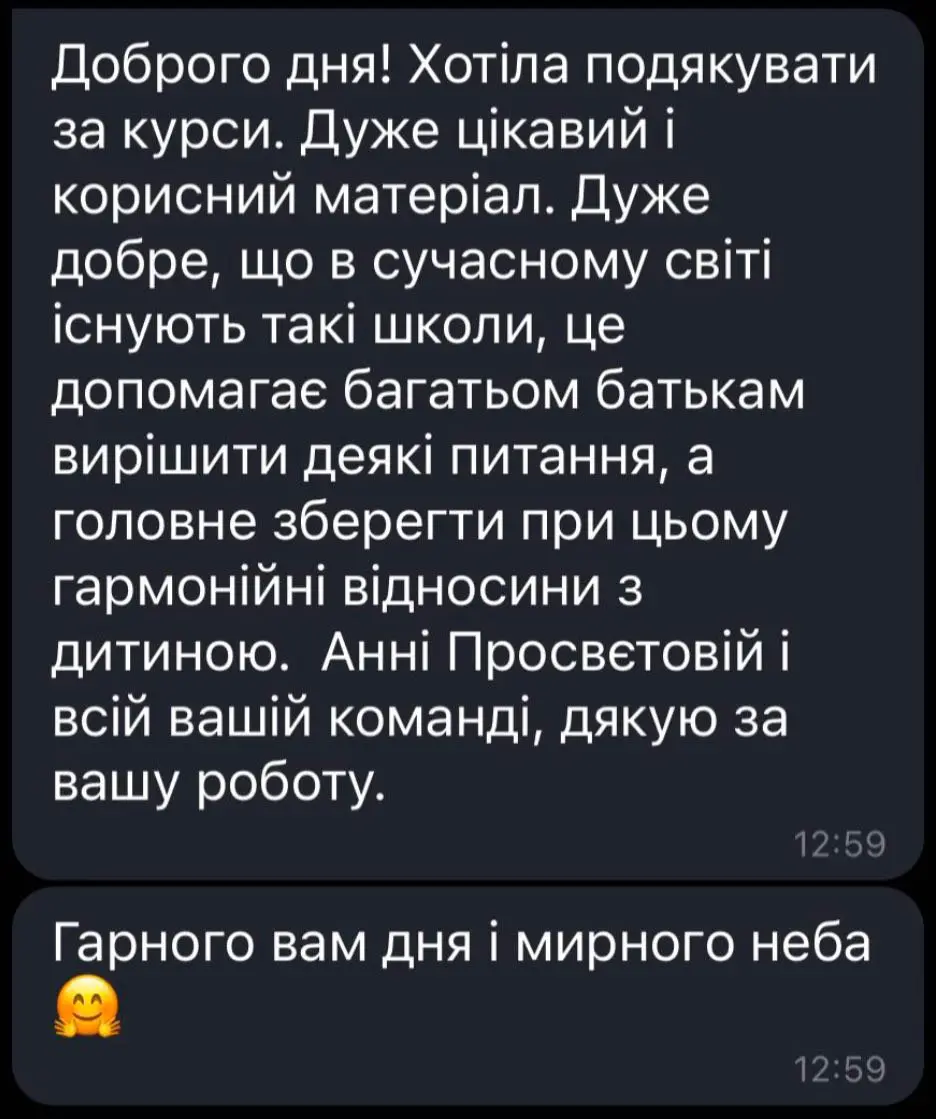 Доброго дня! Хотіла подякувати
за курси. Дуже цікавий і
корисний матеріал. Дуже
добре, що в сучасному світі
існують такі школи, це
допомагає багатьом батькам
вирішити деякі питання, а
головне зберегти при цьому
гармонійні відносини з
дитиною.  Анні Просвєтовій і
всій вашій команді, дякую за
вашу роботу.
12:59
Гарного вам дня і мирного неба
🤗
12:59